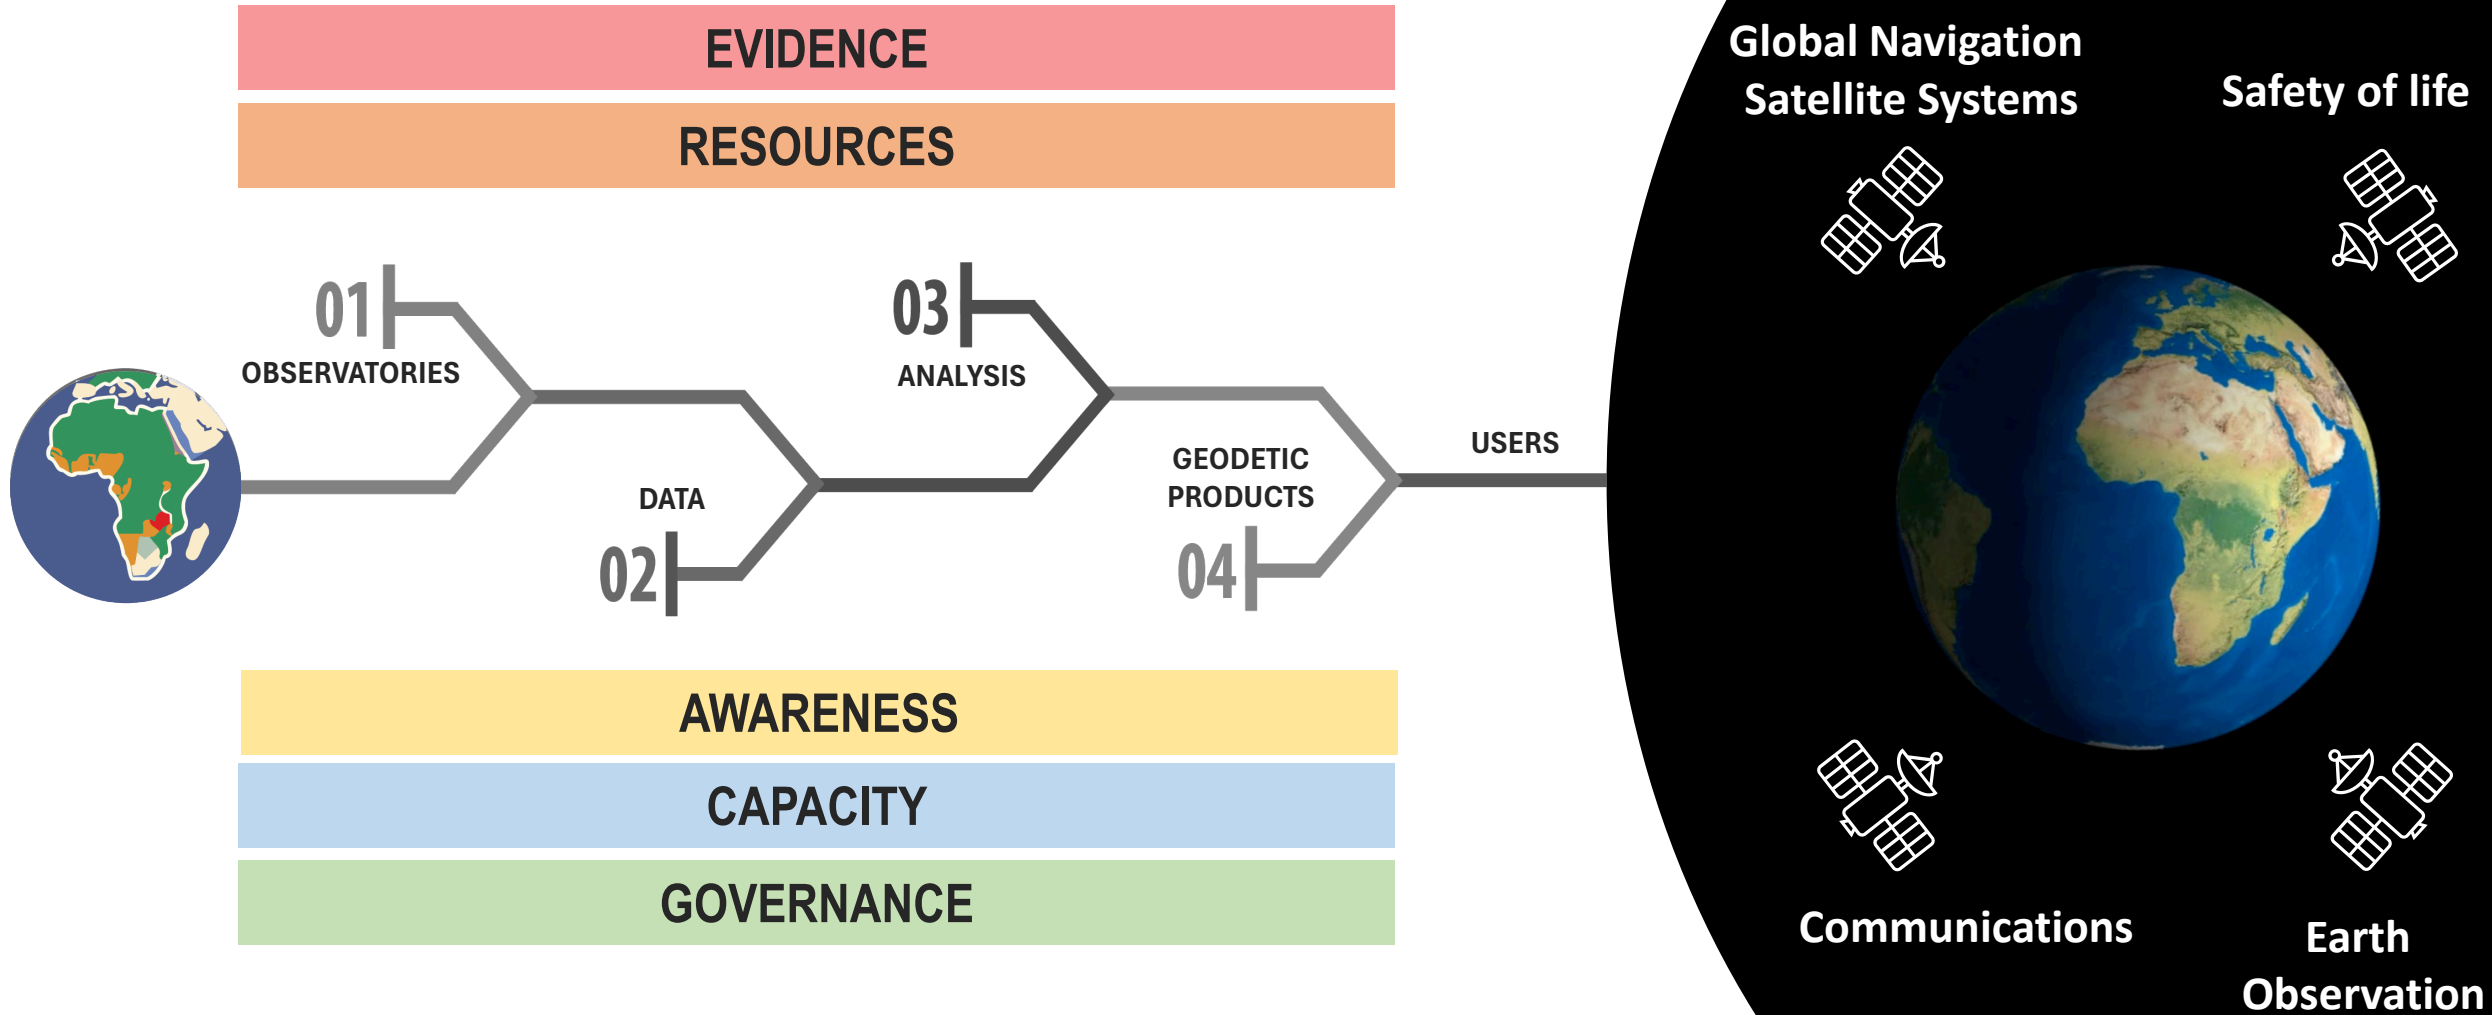 EVIDENCE
RESOURCES
01
OBSERVATORIES
DATA
02
03
ANALYSIS
GEODETIC
PRODUCTS
04
USERS
AWARENESS
CAPACITY
GOVERNANCE
Global Navigation
Satellite Systems
Safety of life
Communications
Earth
Observation